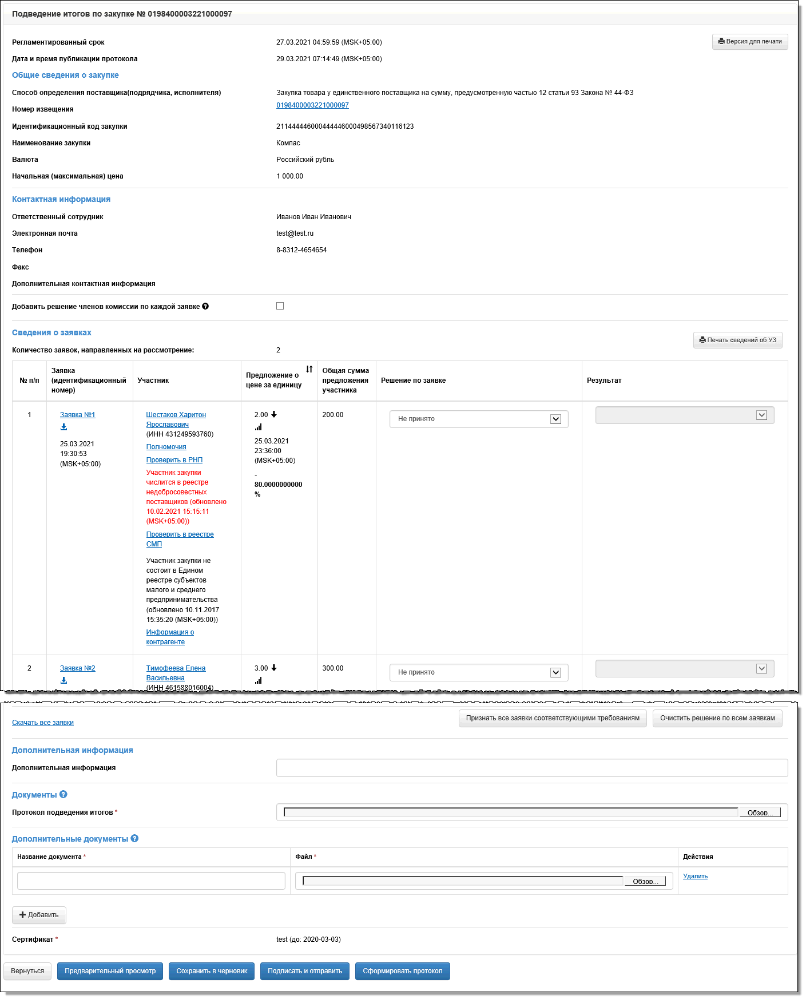 Подведение итогов по закупке № 0198400003221000097
Регламентированный срок 27.03.2021 04:59:59 (MSK+05:00)
Версия для печати
Дата и время публикации протокола 29.03.2021 07:14:49 (MSK+05:00)
Общие сведения о закупке
Способ определения поставщика(подрядчика, исполнителя) Закупка товара у единственного поставщика на сумму, предусмотренную частью 12 статьи 93 Закона № 44-ФЗ
Номер извещения 0198400003221000097
Идентификационный код закупки 211444446000444446000498567340116123
Наименование закупки Компас
Валюта Российский рубль
Начальная (максимальная) цена 1 000.00
Контактная информация
Ответственный сотрудник Иванов Иван Иванович
Электронная почта test@test.ru
Телефон 8-8312-4654654
Факс
Дополнительная контактная информация
Добавить решение членов комиссии по каждой заявке ?
Сведения о заявках
Печать сведений об УЗ
Количество заявок, направленных на рассмотрение: 2
№ п/п
Заявка
(идентификационный
номер)
Участник
Предложение о
цене за единицу
Общая сумма
предложения
участника
Решение по заявке
Результат
1
Заявка №1
25.03.2021
19:30:53
(MSK+05:00)
Шестаков Харитон
Ярославович
(ИНН 431249593760)
Полномочия
Проверить в РНП
Участник закупки
числится в реестре
недобросовестных
поставщиков (обновлено
10.02.2021 15:15:11
(MSK+05:00))
Проверить в реестре
СМП
Участник закупки не
состоит в Едином
реестре субъектов
малого и среднего
предпринимательства
(обновлено 10.11.2017
15:35:20 (MSK+05:00))
Информация о
контрагенте
2.00
25.03.2021
23:36:00
(MSK+05:00)
-
80.0000000000
%
200.00
Не принято
2
Заявка №2
Тимофеева Елена
Васильевна
(ИНН 461588016004)
3.00
300.00
Не принято
Скачать все заявки
Признать все заявки соответствующими требованиям
Очистить решение по всем заявкам
Дополнительная информация
Дополнительная информация
Документы ?
Протокол подведения итогов *
Обзор...
Дополнительные документы ?
Название документа * Файл * Действия
Обзор...
Удалить
Добавить
Сертификат * test (до: 2020-03-03)
Вернуться Предварительный просмотр Сохранить в черновик Подписать и отправить Сформировать протокол